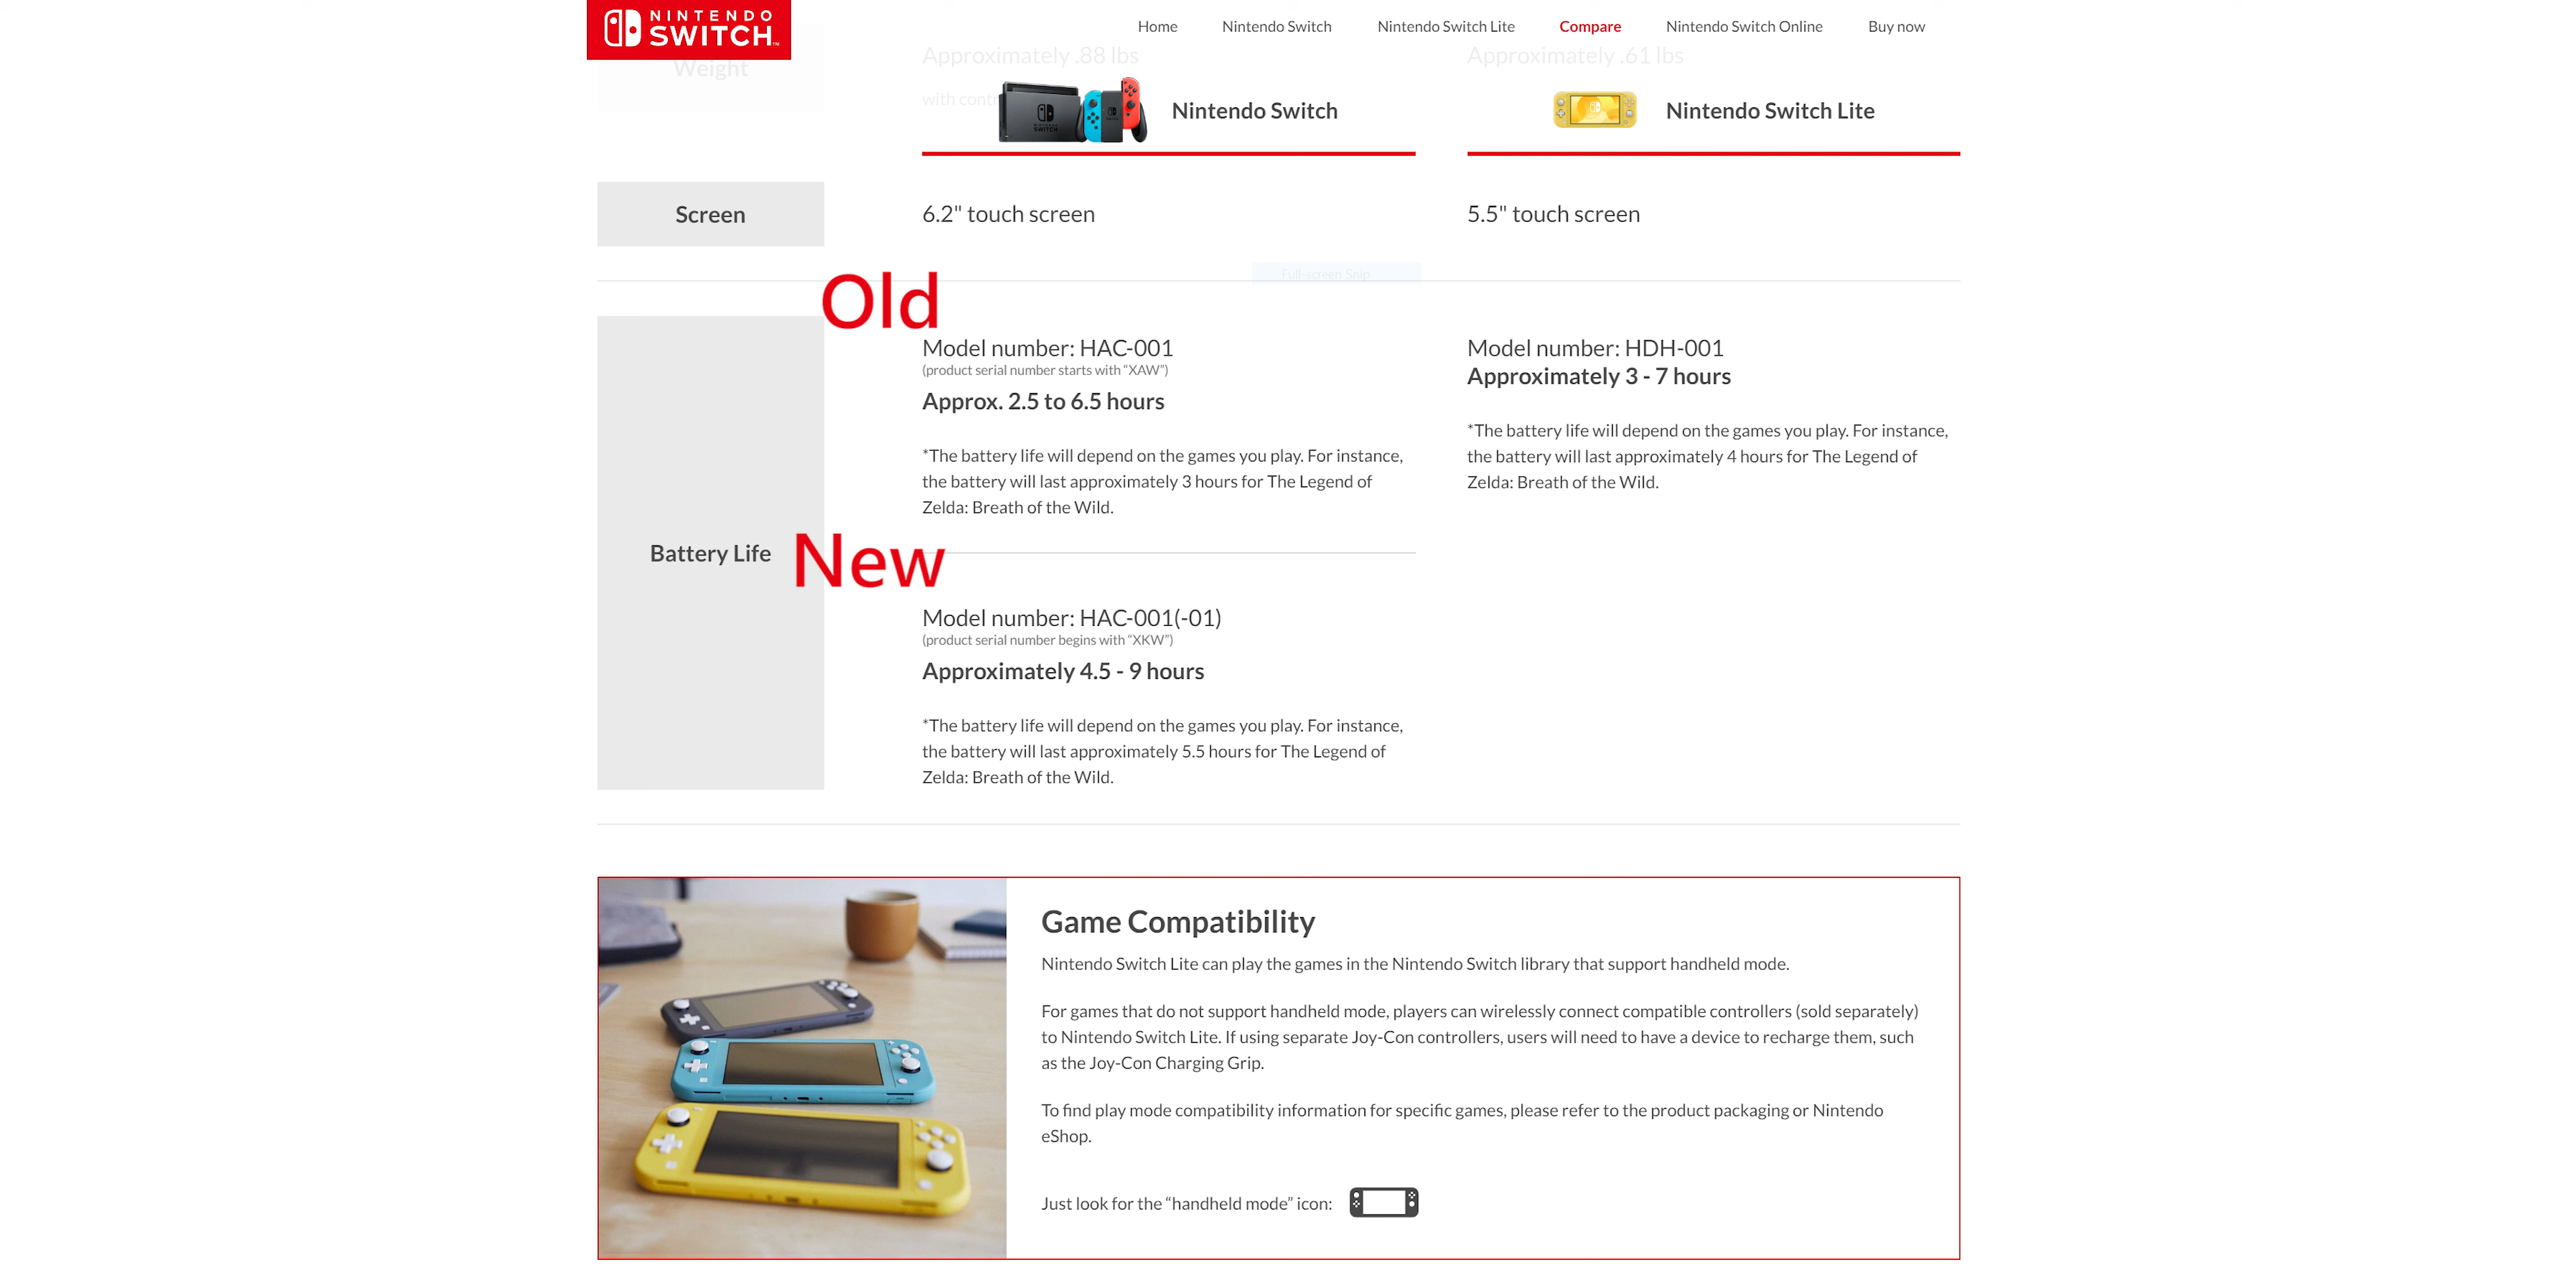 NINTENDO
SWITCH™
Home Nintendo Switch Nintendo Switch Lite Compare Nintendo Switch Online Buy now
Weight
Approximately .88 lbs
Approximately .61 lbs
with
NINTENDO
SWITCH
Nintendo Switch
Nintendo Switch Lite
Screen
6.2" touch screen
5.5" touch screen
Full-screen Snip
Old
Battery Life
Model number: HAC-001
(product serial number starts with “XAW”)
Approx. 2.5 to 6.5 hours
*The battery life will depend on the games you play. For instance,
the battery will last approximately 3 hours for The Legend of
Zelda: Breath of the Wild.
New
Model number: HAC-001(-01)
(product serial number begins with “XKW”)
Approximately 4.5 - 9 hours
*The battery life will depend on the games you play. For instance,
the battery will last approximately 5.5 hours for The Legend of
Zelda: Breath of the Wild.
Model number: HDH-001
Approximately 3 - 7 hours
*The battery life will depend on the games you play. For instance,
the battery will last approximately 4 hours for The Legend of
Zelda: Breath of the Wild.
Game Compatibility
Nintendo Switch Lite can play the games in the Nintendo Switch library that support handheld mode.
For games that do not support handheld mode, players can wirelessly connect compatible controllers (sold separately)
to Nintendo Switch Lite. If using separate Joy-Con controllers, users will need to have a device to recharge them, such
as the Joy-Con Charging Grip.
To find play mode compatibility information for specific games, please refer to the product packaging or Nintendo
eShop.
Just look for the “handheld mode” icon: